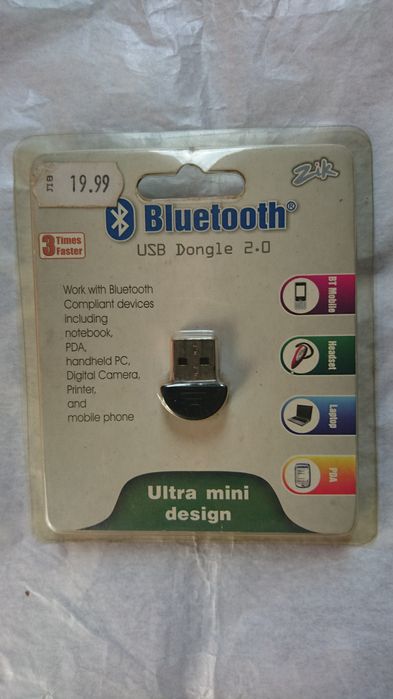 лв
19.99
Zik
Bluetooth®
USB Dongle 2.0
3 Times
Faster
Work with Bluetooth
Compliant devices
including
notebook,
PDA,
handheld PC,
Digital Camera,
Printer,
and
mobile phone
BT Mobile
Headset
Laptop
PDA
Ultra mini
design